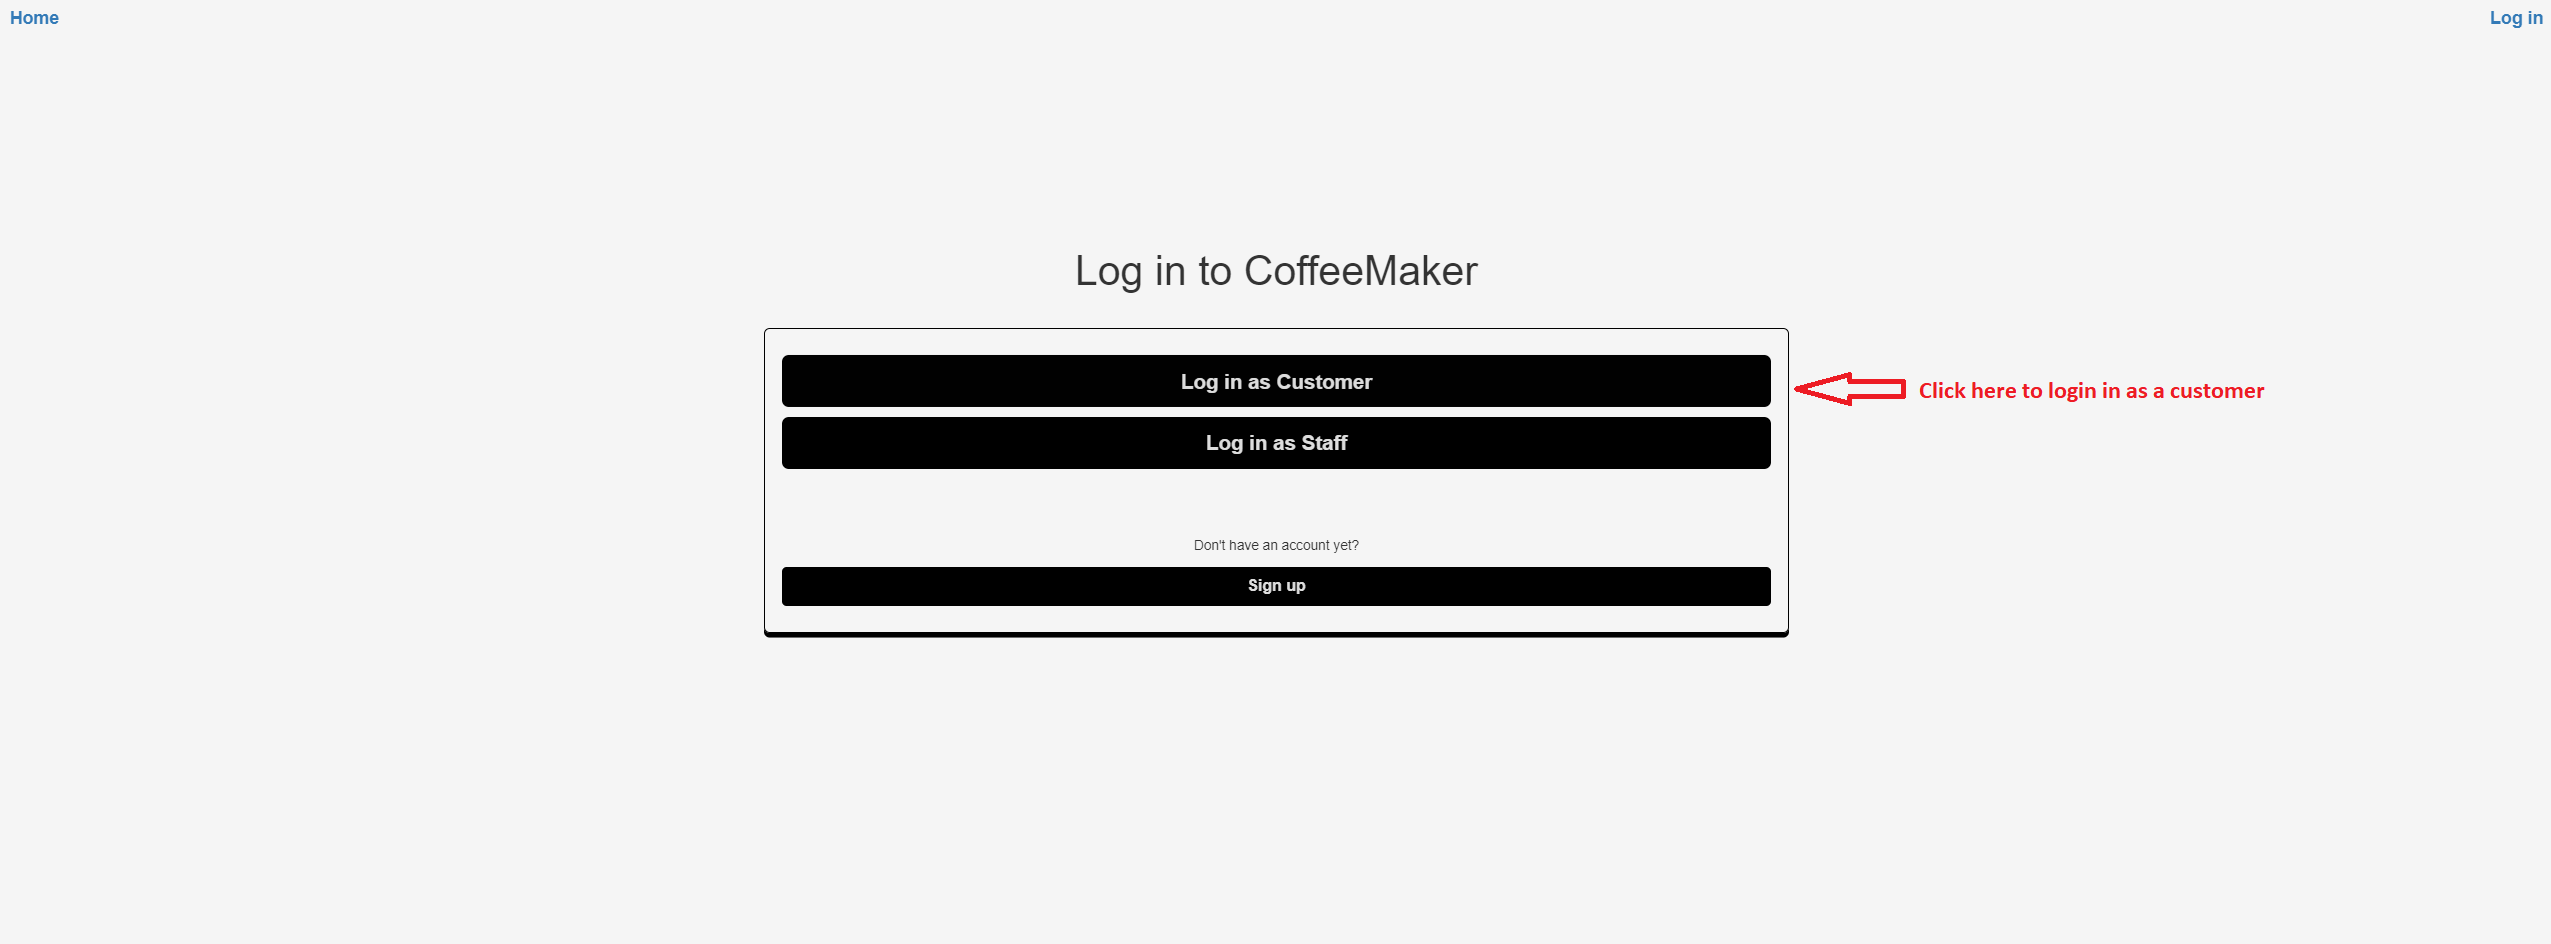 Home
Log in
Log in to CoffeeMaker
Log in as Customer
Click here to login in as a customer
Log in as Staff
Don't have an account yet?
Sign up